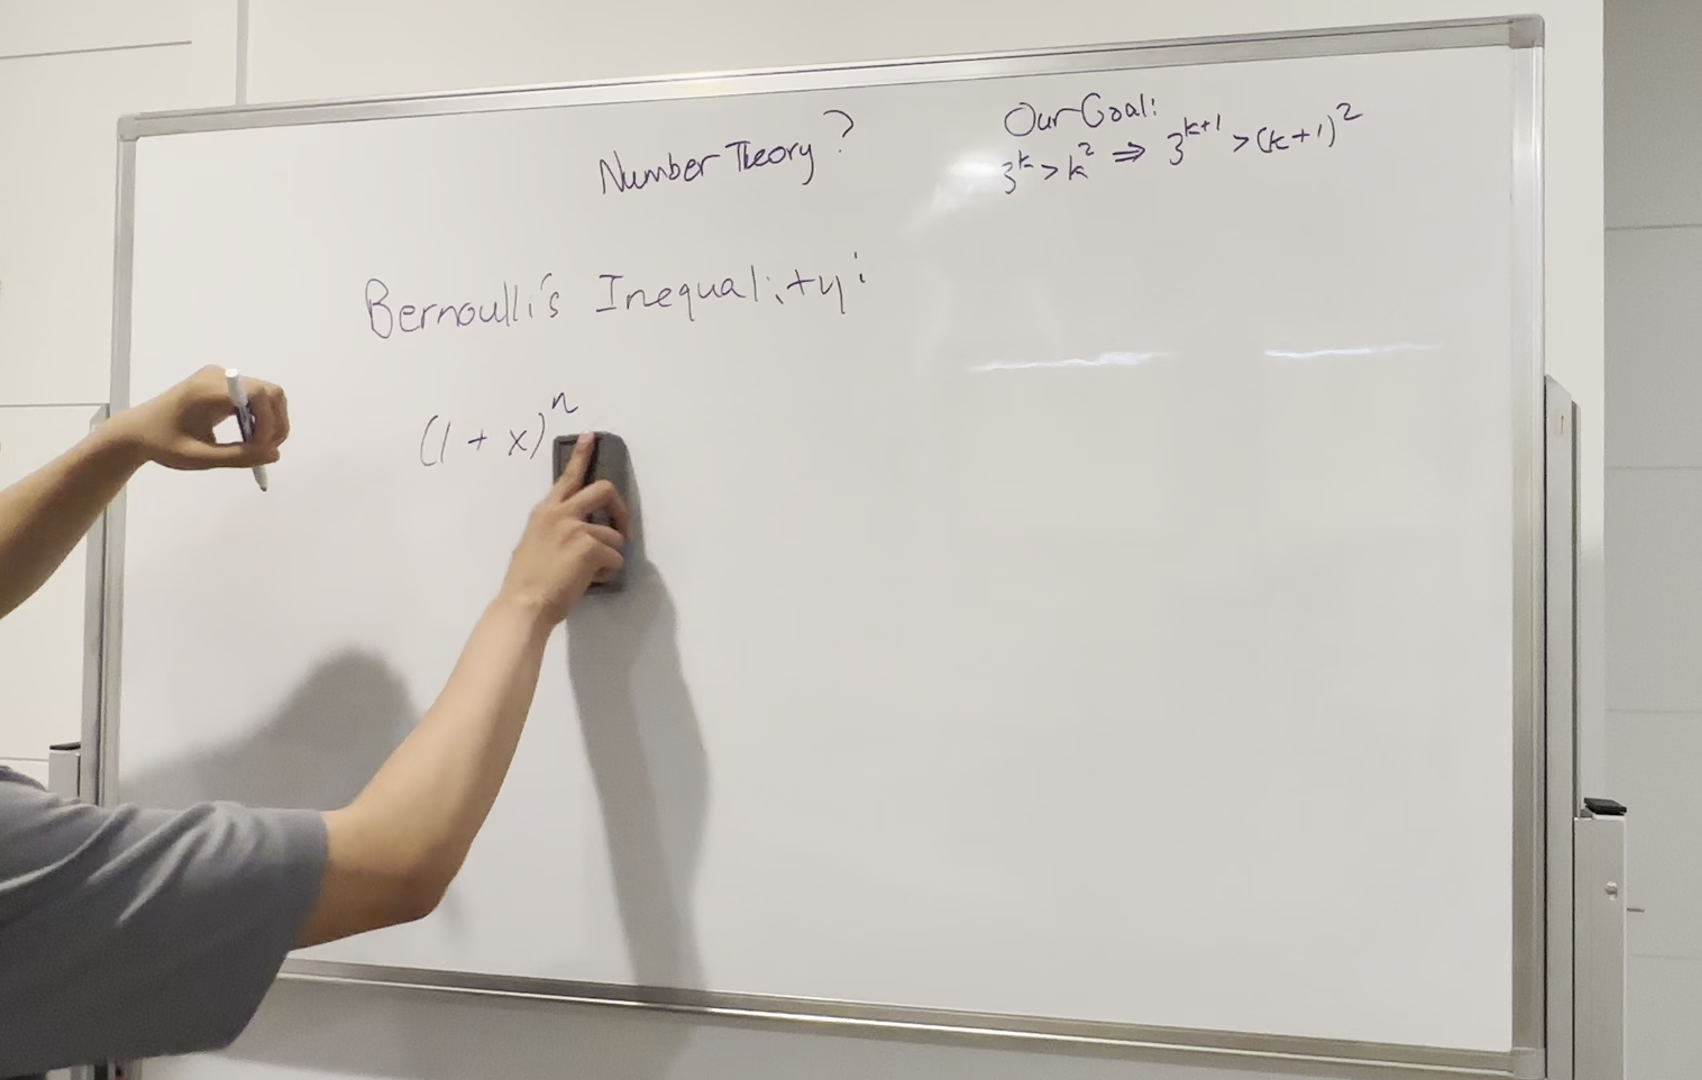 Number Theory?
Our Goal:
3^k > k^2 ⇒ 3^{k+1} > (k+1)^2
Bernoulli's Inequality:
(1 + x)^n